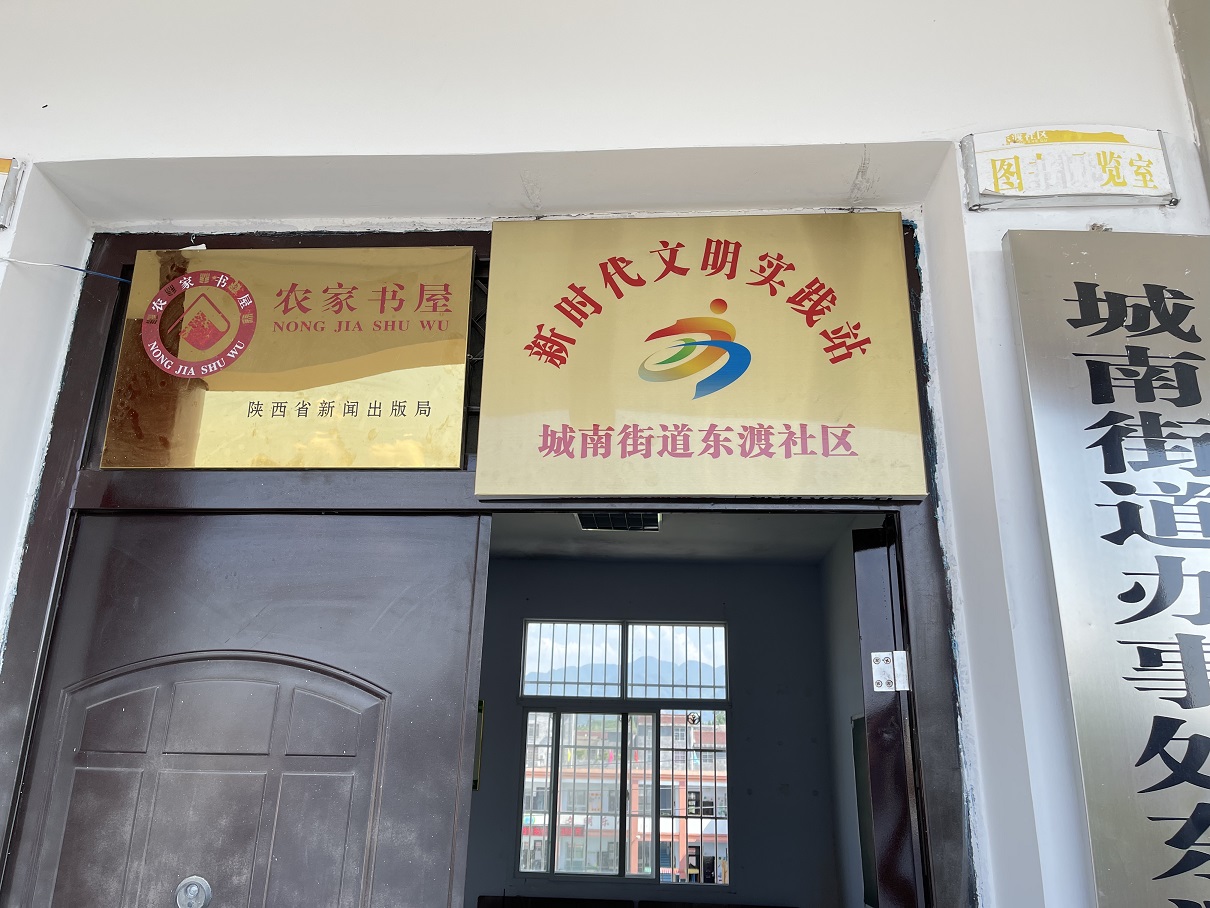 农家书屋
NONG JIA SHU WU
农家书屋
NONG JIA SHU WU
陕西省新闻出版局
新时代文明实践站
城南街道东渡社区
图
览室
城南街道办事处东